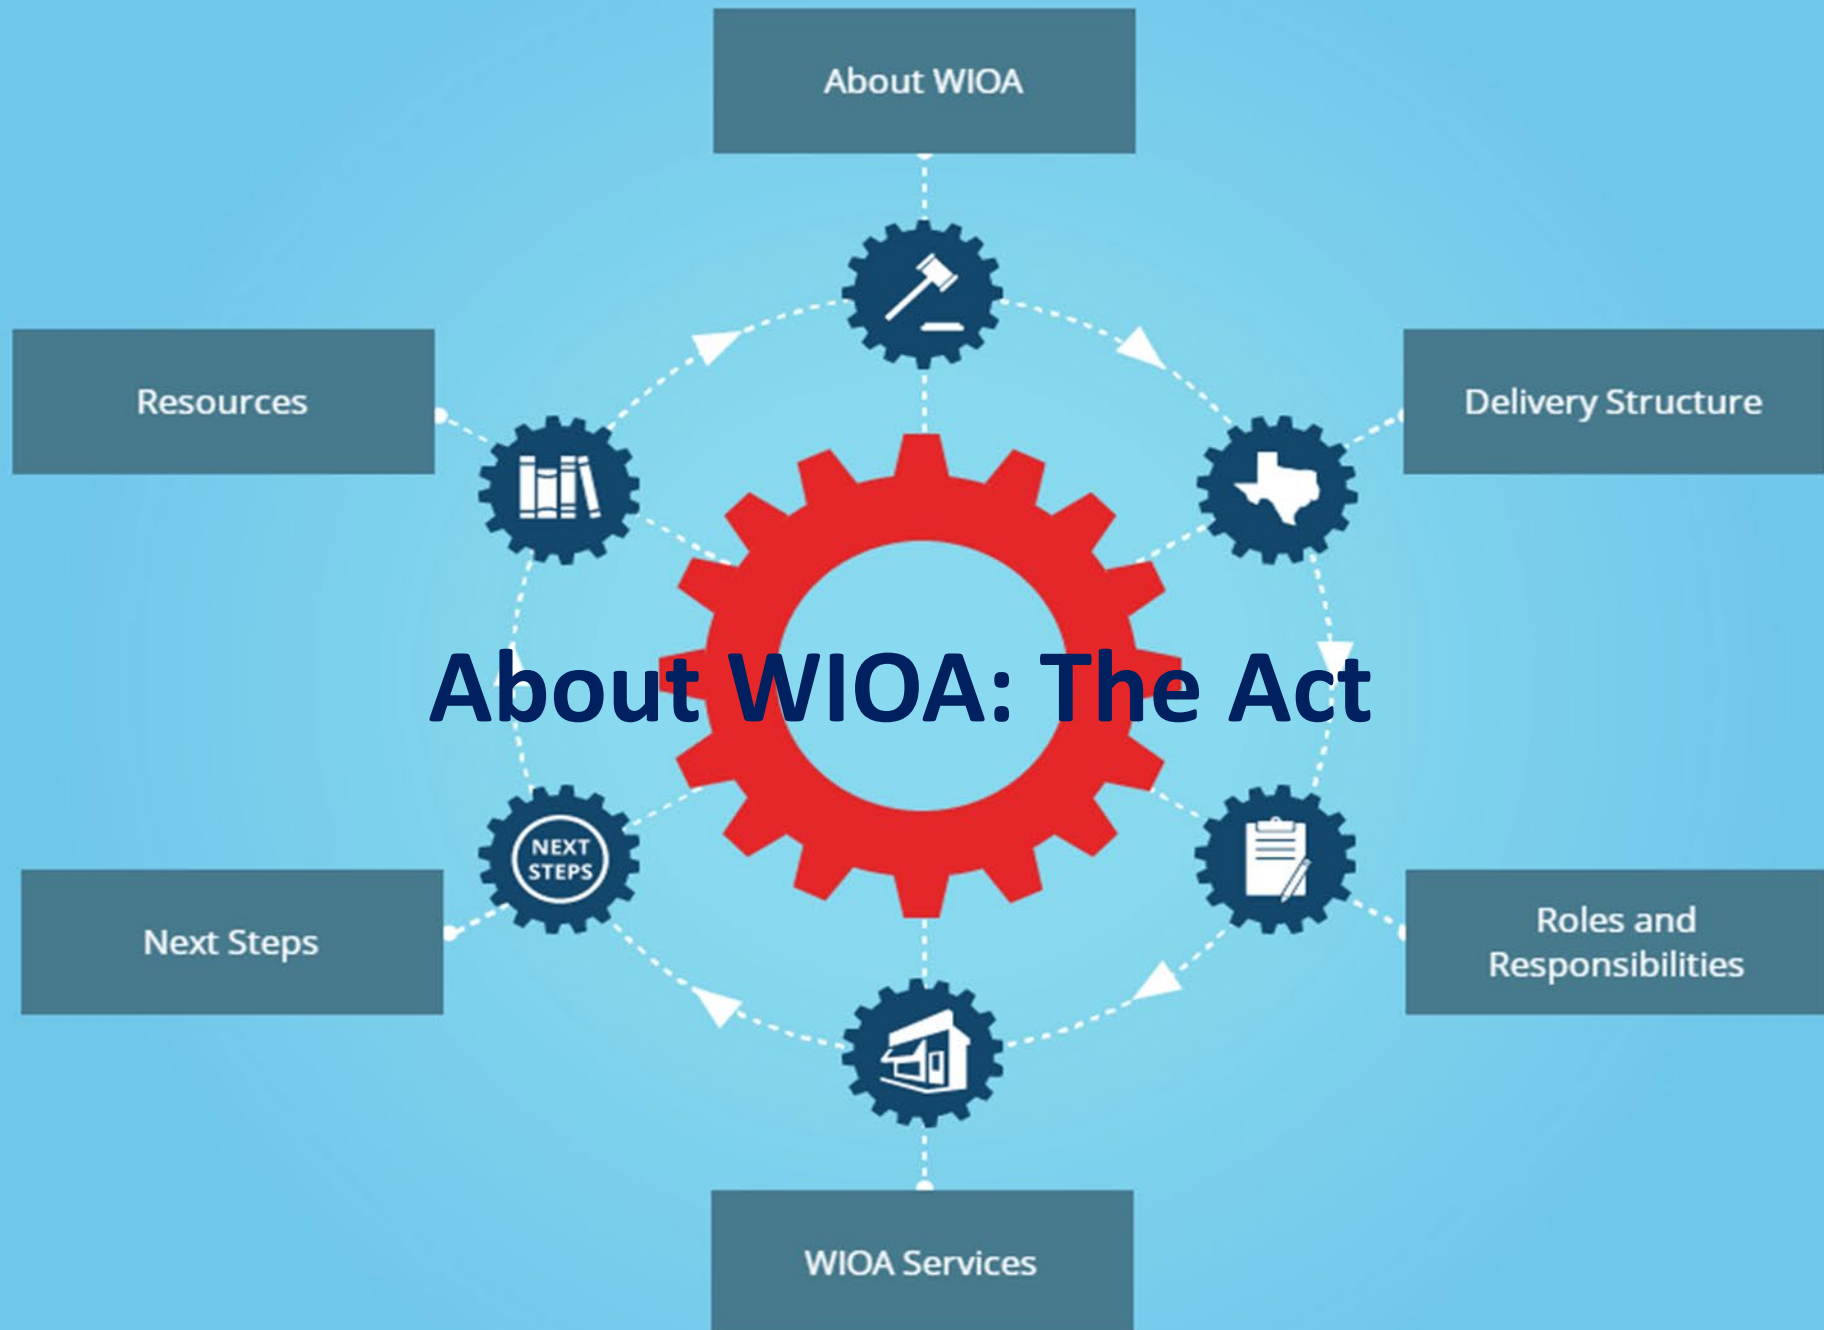 About WIOA
Resources
Delivery Structure
About WIOA: The Act
NEXT
STEPS
Next Steps
Roles and
Responsibilities
WIOA Services